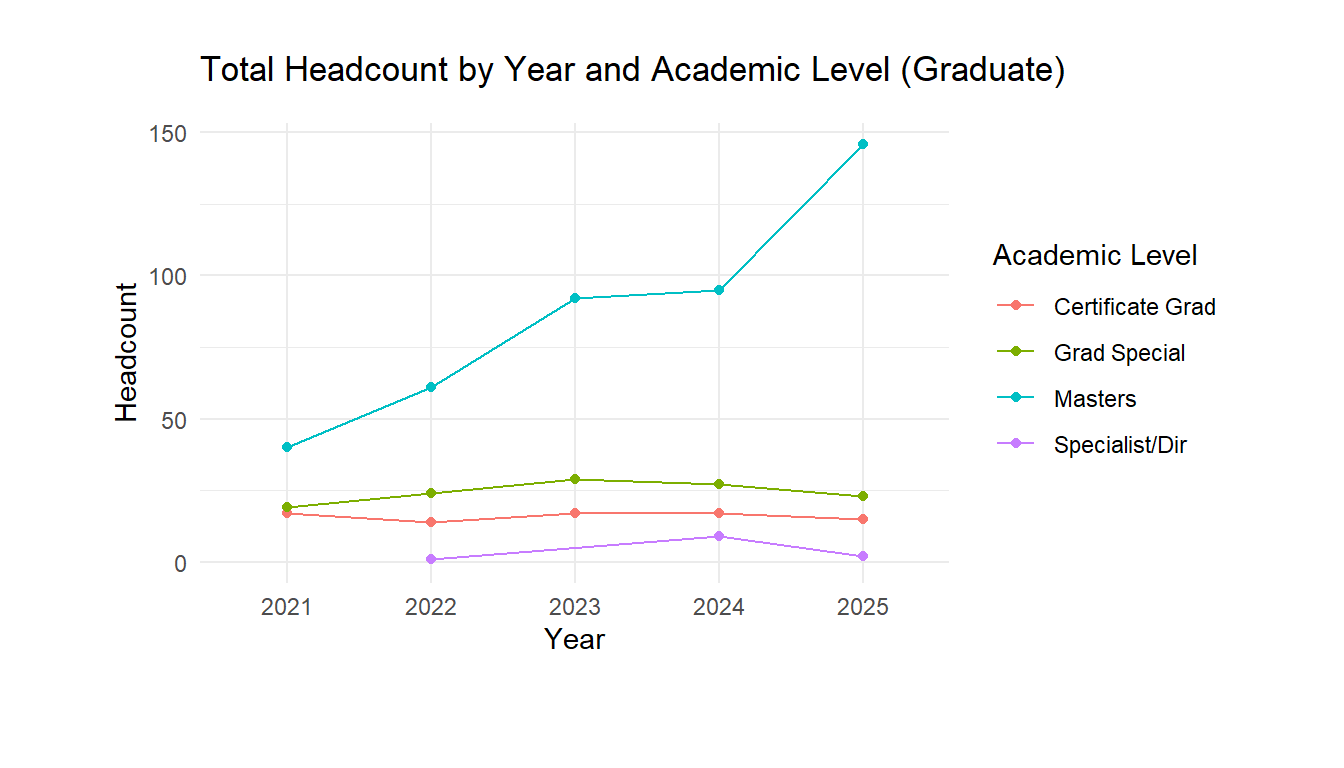 Total Headcount by Year and Academic Level (Graduate)
150
100
50
0
Headcount
2021 2022 2023 2024 2025
Year
Academic Level
Certificate Grad
Grad Special
Masters
Specialist/Dir